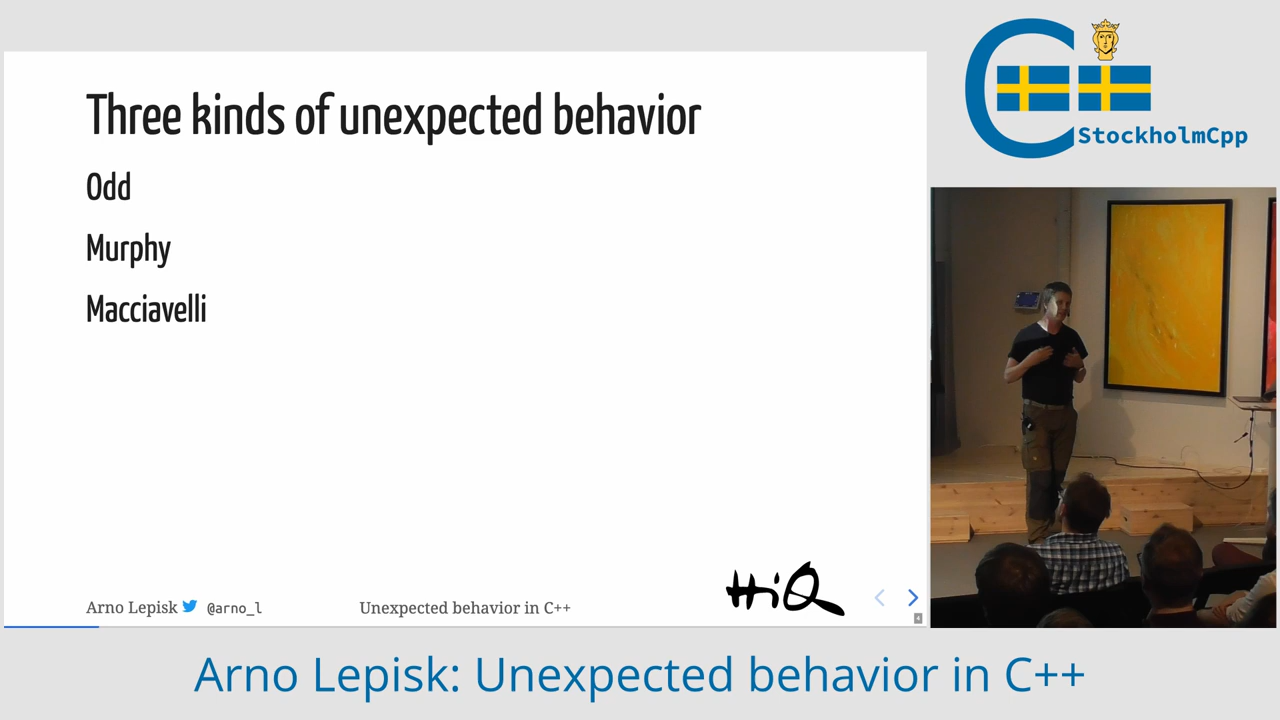 Three kinds of unexpected behavior
Odd
Murphy
Macciavelli
HiQ
Arno Lepisk @arno_l
Unexpected behavior in C++
4
StockholmCpp
Arno Lepisk: Unexpected behavior in C++